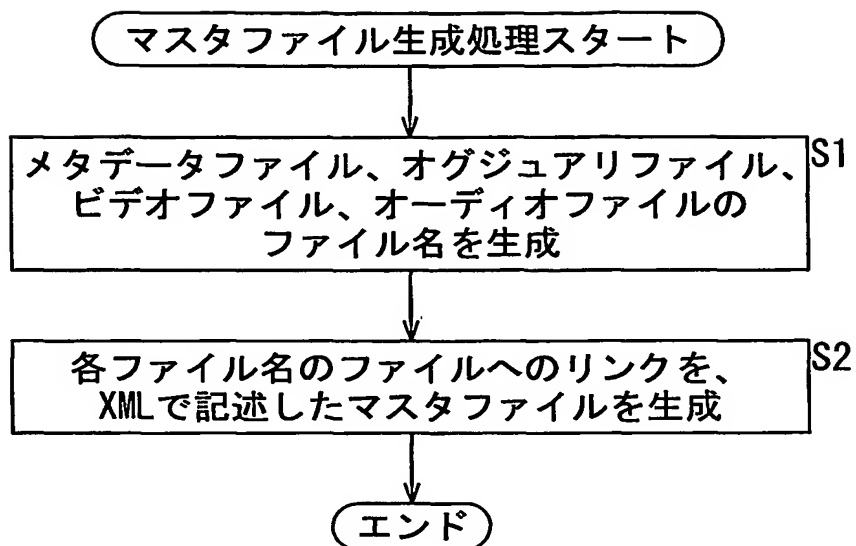 マスタファイル生成処理スタート
メタデータファイル、オグジュアリファイル、
S1
ビデオファイル、オーディオファイルの
ファイル名を生成
各ファイル名のファイルへのリンクを、
S2
XMLで記述したマスタファイルを生成
エンド